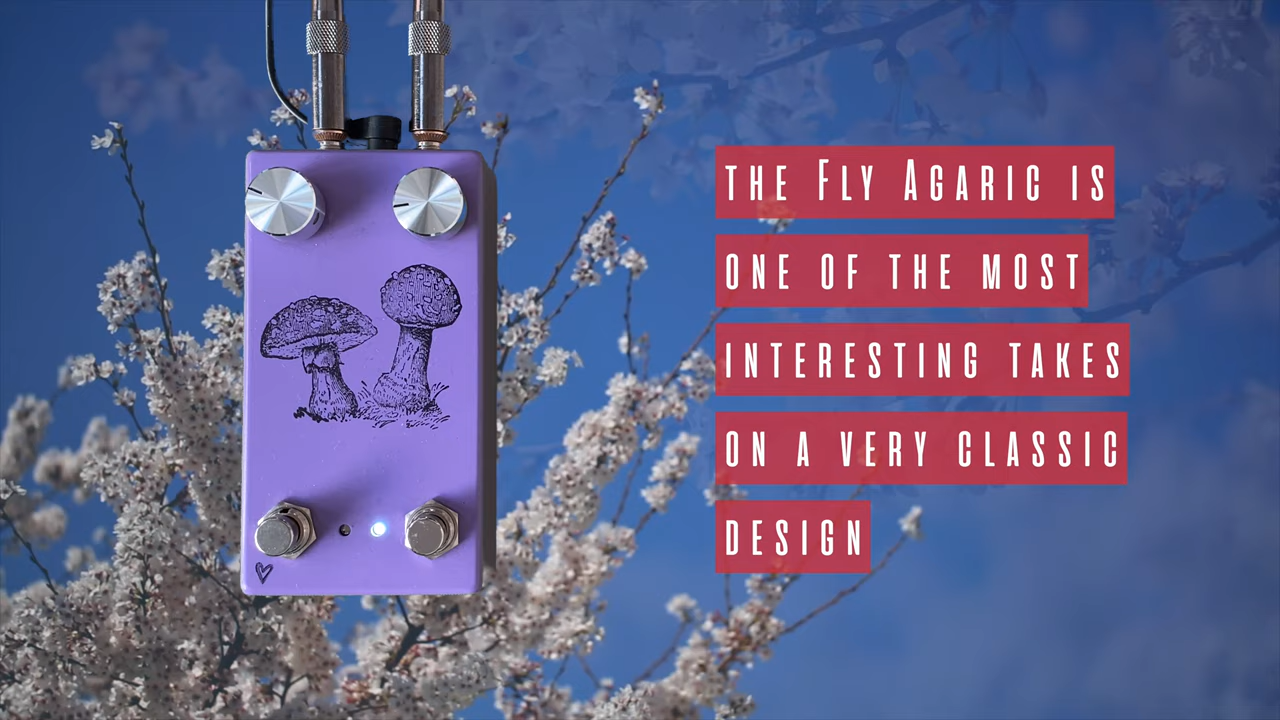 the Fly Agaric is
one of the most
interesting takes
on a very classic
design